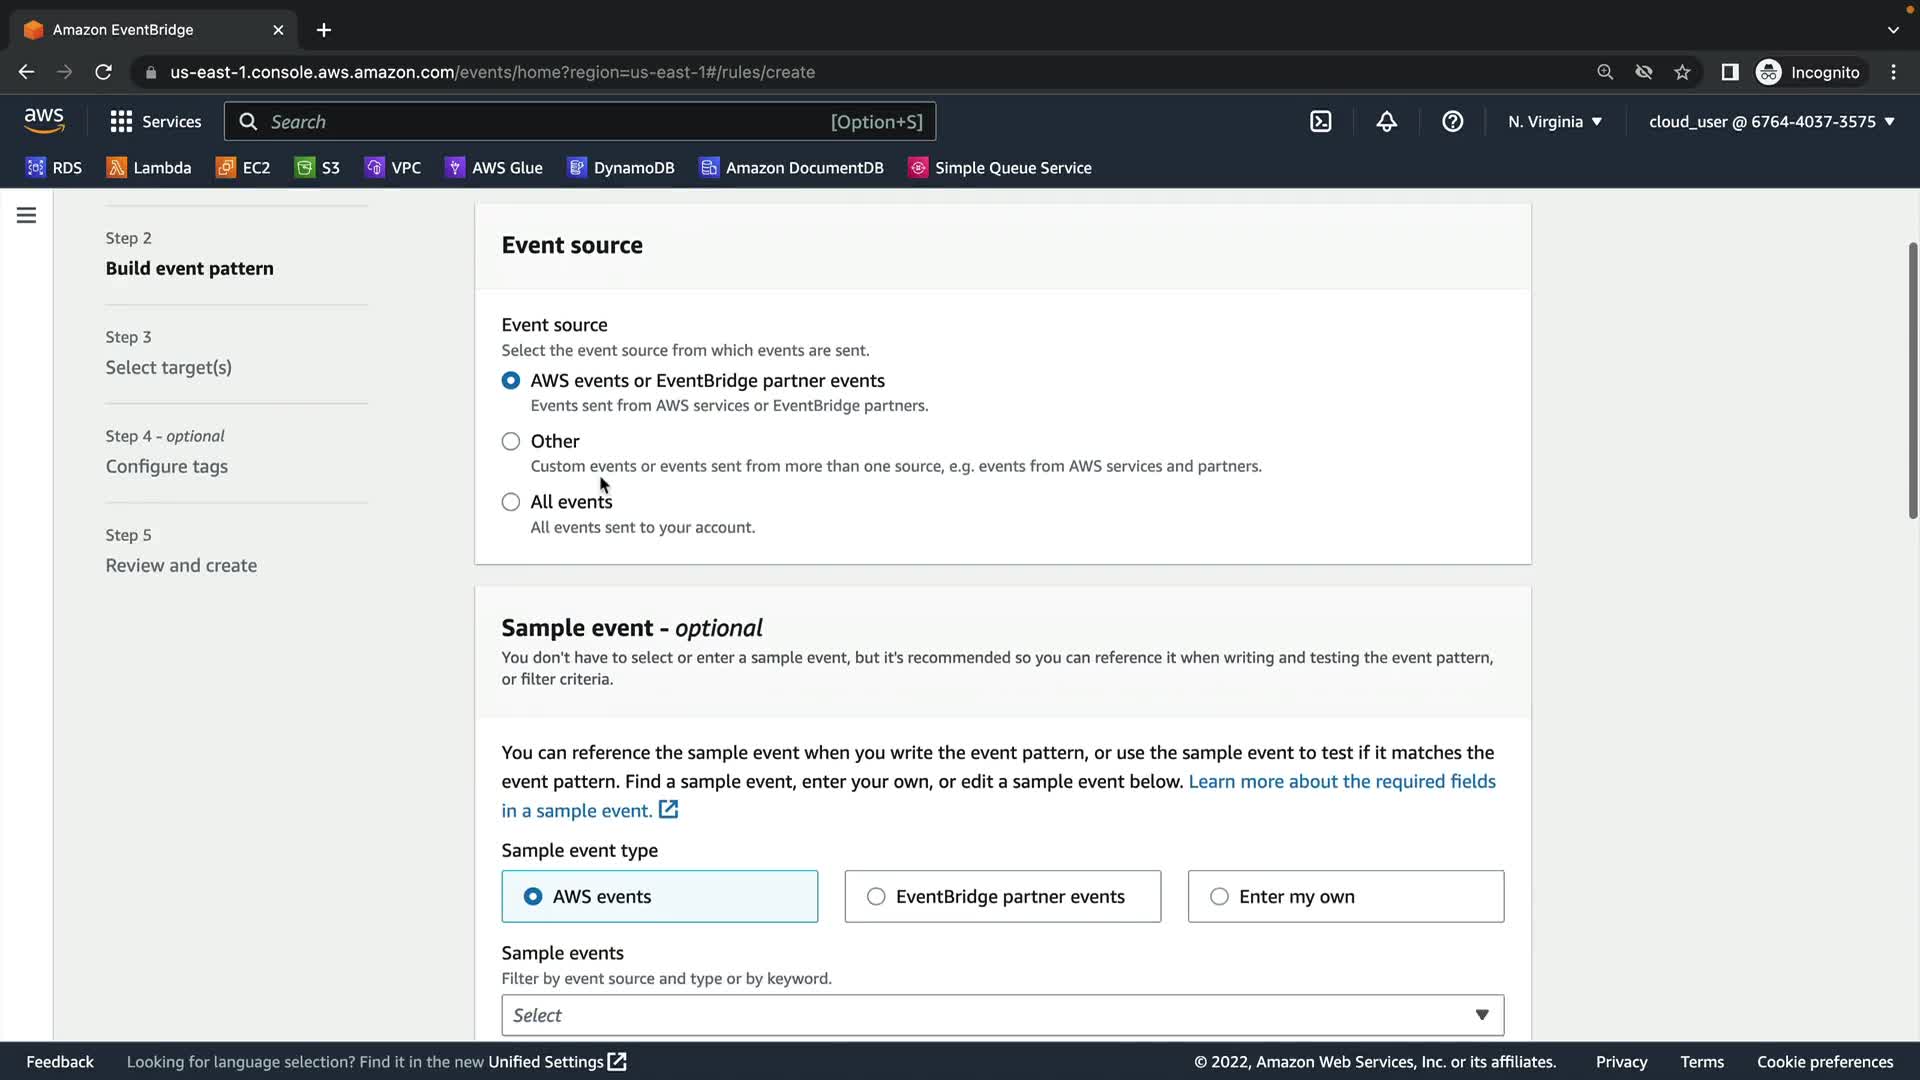 Amazon EventBridge
us-east-1.console.aws.amazon.com/events/home?region=us-east-1#/rules/create
Incognito
aws
Services
Search
[Option+S]
N. Virginia
cloud_user @ 6764-4037-3575
RDS
Lambda
EC2
S3
VPC
AWS Glue
DynamoDB
Amazon DocumentDB
Simple Queue Service
Step 2
Build event pattern
Step 3
Select target(s)
Step 4 - optional
Configure tags
Step 5
Review and create
Event source
Event source
Select the event source from which events are sent.
AWS events or EventBridge partner events
Events sent from AWS services or EventBridge partners.
Other
Custom events or events sent from more than one source, e.g. events from AWS services and partners.
All events
All events sent to your account.
Sample event - optional
You don't have to select or enter a sample event, but it's recommended so you can reference it when writing and testing the event pattern,
or filter criteria.
You can reference the sample event when you write the event pattern, or use the sample event to test if it matches the
event pattern. Find a sample event, enter your own, or edit a sample event below. Learn more about the required fields
in a sample event.
Sample event type
AWS events
EventBridge partner events
Enter my own
Sample events
Filter by event source and type or by keyword.
Select
Feedback
Looking for language selection? Find it in the new Unified Settings
© 2022, Amazon Web Services, Inc. or its affiliates.
Privacy
Terms
Cookie preferences